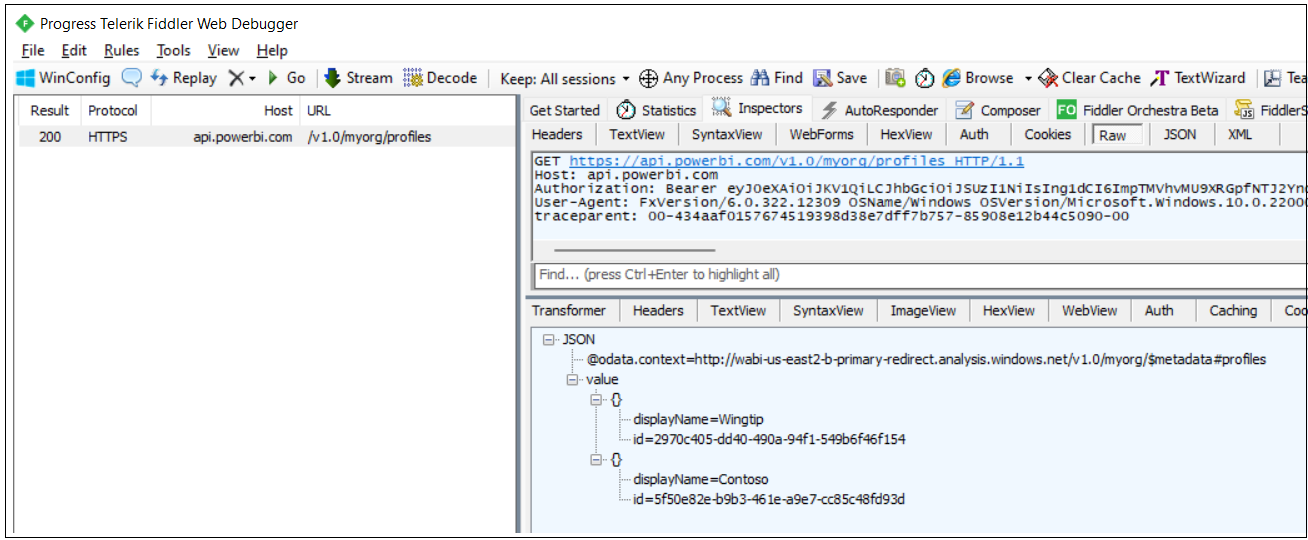 Progress Telerik Fiddler Web Debugger
File Edit Rules Tools View Help
WinConfig Replay Go Stream Decode Keep: All sessions Any Process Find Save Browse Clear Cache TextWizard Tea
Result Protocol Host URL
200 HTTPS api.powerbi.com /v1.0/myorg/profiles
Get Started Statistics Inspectors AutoResponder Composer FO Fiddler Orchestra Beta FiddlerS
Headers TextView SyntaxView WebForms HexView Auth Cookies Raw JSON XML
GET https://api.powerbi.com/v1.0/myorg/profiles HTTP/1.1
Host: api.powerbi.com
Authorization: Bearer eyJ0eXAiOiJKV1QiLCJhbGciOiJSUzI1NiIsIng1dCI6ImpTMVhvMU9XRGpfNTJ2Ync
User-Agent: FxVersion/6.0.322.12309 OSName/Windows OSVersion/Microsoft.Windows.10.0.22000
traceparent: 00-434aaf0157674519398d38e7dff7b757-85908e12b44c5090-00
Find... (press Ctrl+Enter to highlight all)
Transformer Headers TextView SyntaxView ImageView HexView WebView Auth Caching Coo
JSON
@odata.context=http://wabi-us-east2-b-primary-redirect.analysis.windows.net/v1.0/myorg/$metadata#profiles
value
{}
displayName=Wingtip
id=2970c405-dd40-490a-94f1-549b6f46f154
{}
displayName=Contoso
id=5f50e82e-b9b3-461e-a9e7-cc85c48fd93d